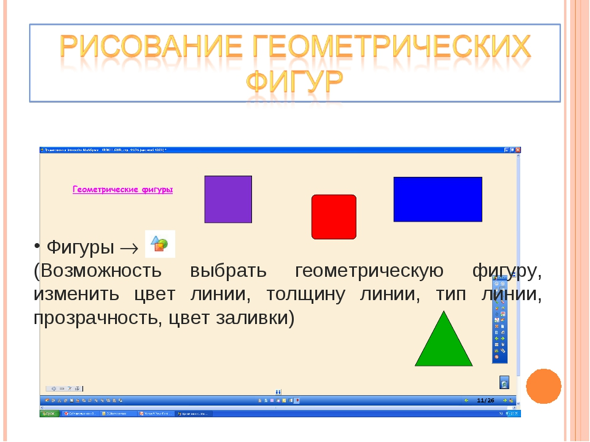 РИСОВАНИЕ ГЕОМЕТРИЧЕСКИХ
ФИГУР
Геометрические фигуры
• Фигуры →
(Возможность выбрать геометрическую фигуру,
изменить цвет линии, толщину линии, тип линии,
прозрачность, цвет заливки)
11/26